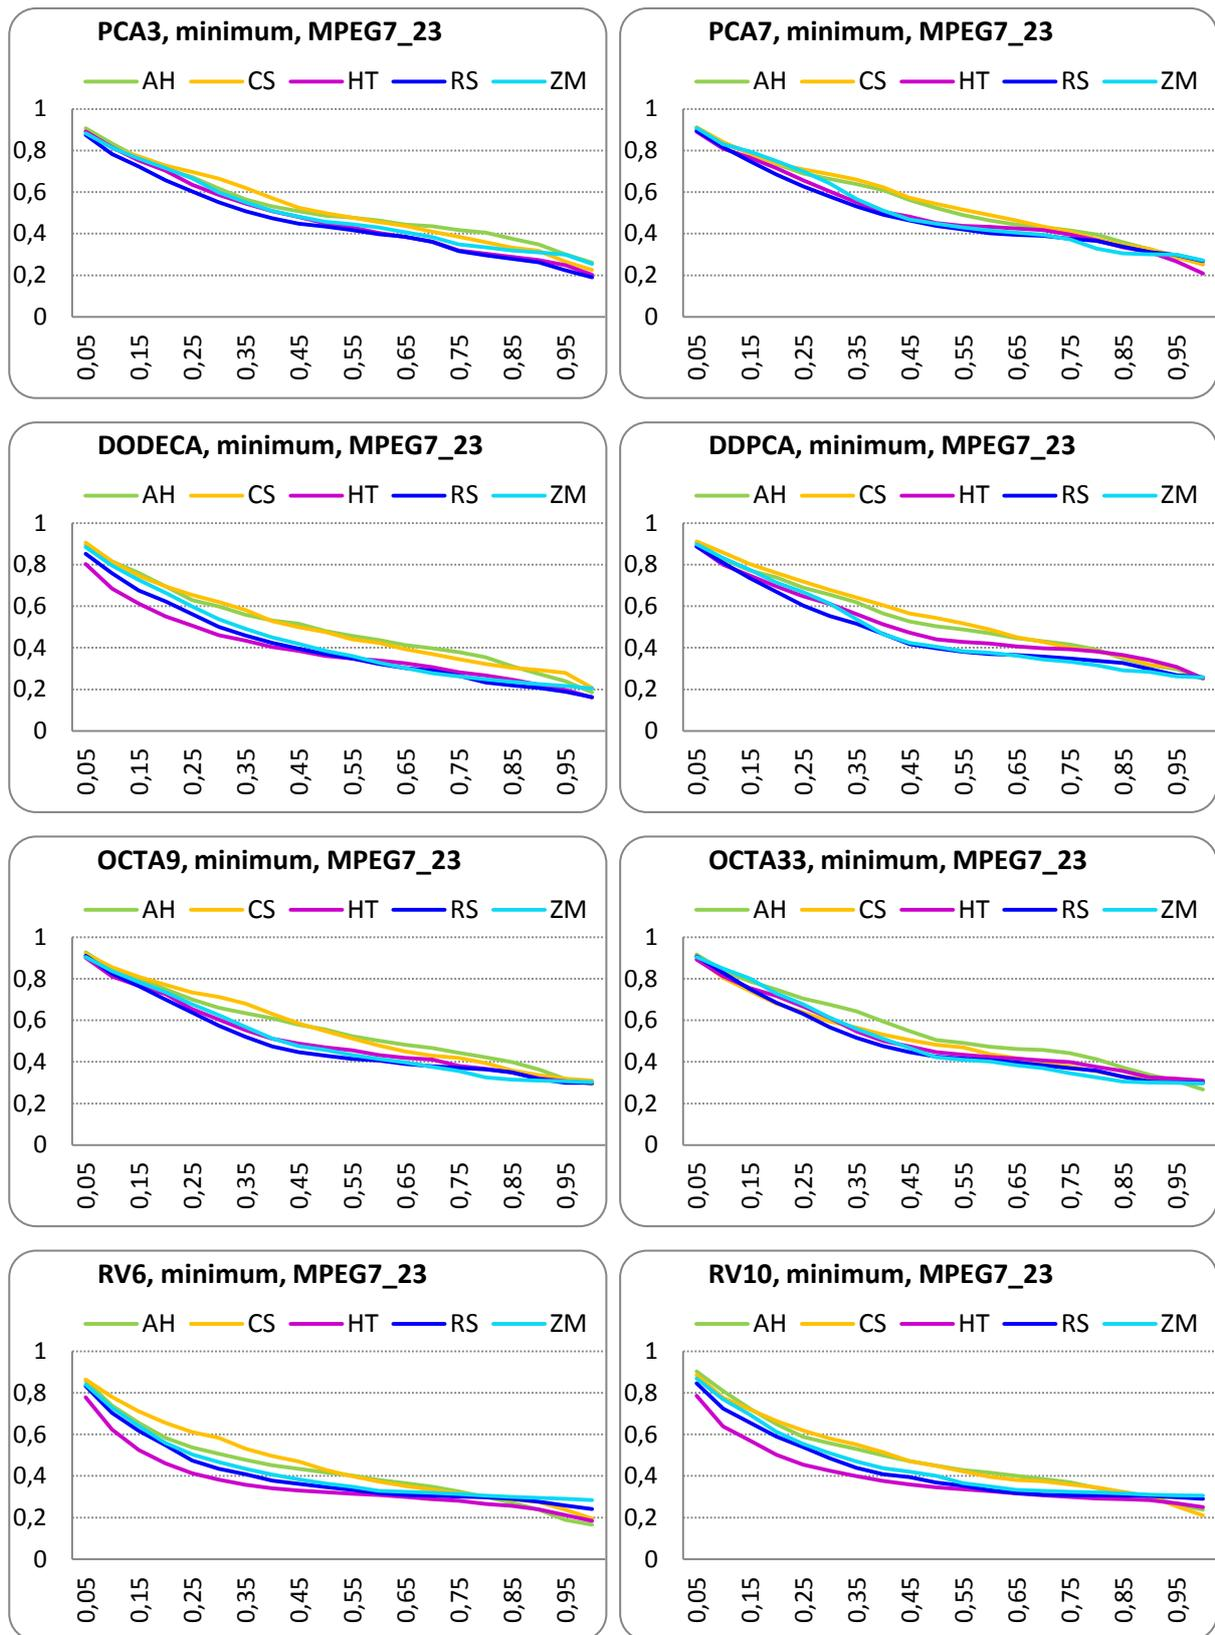 PCA3, minimum, MPEG7_23
AH CS HT RS ZM
1
0,8
0,6
0,4
0,2
0
0,05 0,15 0,25 0,35 0,45 0,55 0,65 0,75 0,85 0,95
PCA7, minimum, MPEG7_23
AH CS HT RS ZM
1
0,8
0,6
0,4
0,2
0
0,05 0,15 0,25 0,35 0,45 0,55 0,65 0,75 0,85 0,95
DODECA, minimum, MPEG7_23
AH CS HT RS ZM
1
0,8
0,6
0,4
0,2
0
0,05 0,15 0,25 0,35 0,45 0,55 0,65 0,75 0,85 0,95
DDPCA, minimum, MPEG7_23
AH CS HT RS ZM
1
0,8
0,6
0,4
0,2
0
0,05 0,15 0,25 0,35 0,45 0,55 0,65 0,75 0,85 0,95
OCTA9, minimum, MPEG7_23
AH CS HT RS ZM
1
0,8
0,6
0,4
0,2
0
0,05 0,15 0,25 0,35 0,45 0,55 0,65 0,75 0,85 0,95
OCTA33, minimum, MPEG7_23
AH CS HT RS ZM
1
0,8
0,6
0,4
0,2
0
0,05 0,15 0,25 0,35 0,45 0,55 0,65 0,75 0,85 0,95
RV6, minimum, MPEG7_23
AH CS HT RS ZM
1
0,8
0,6
0,4
0,2
0
0,05 0,15 0,25 0,35 0,45 0,55 0,65 0,75 0,85 0,95
RV10, minimum, MPEG7_23
AH CS HT RS ZM
1
0,8
0,6
0,4
0,2
0
0,05 0,15 0,25 0,35 0,45 0,55 0,65 0,75 0,85 0,95